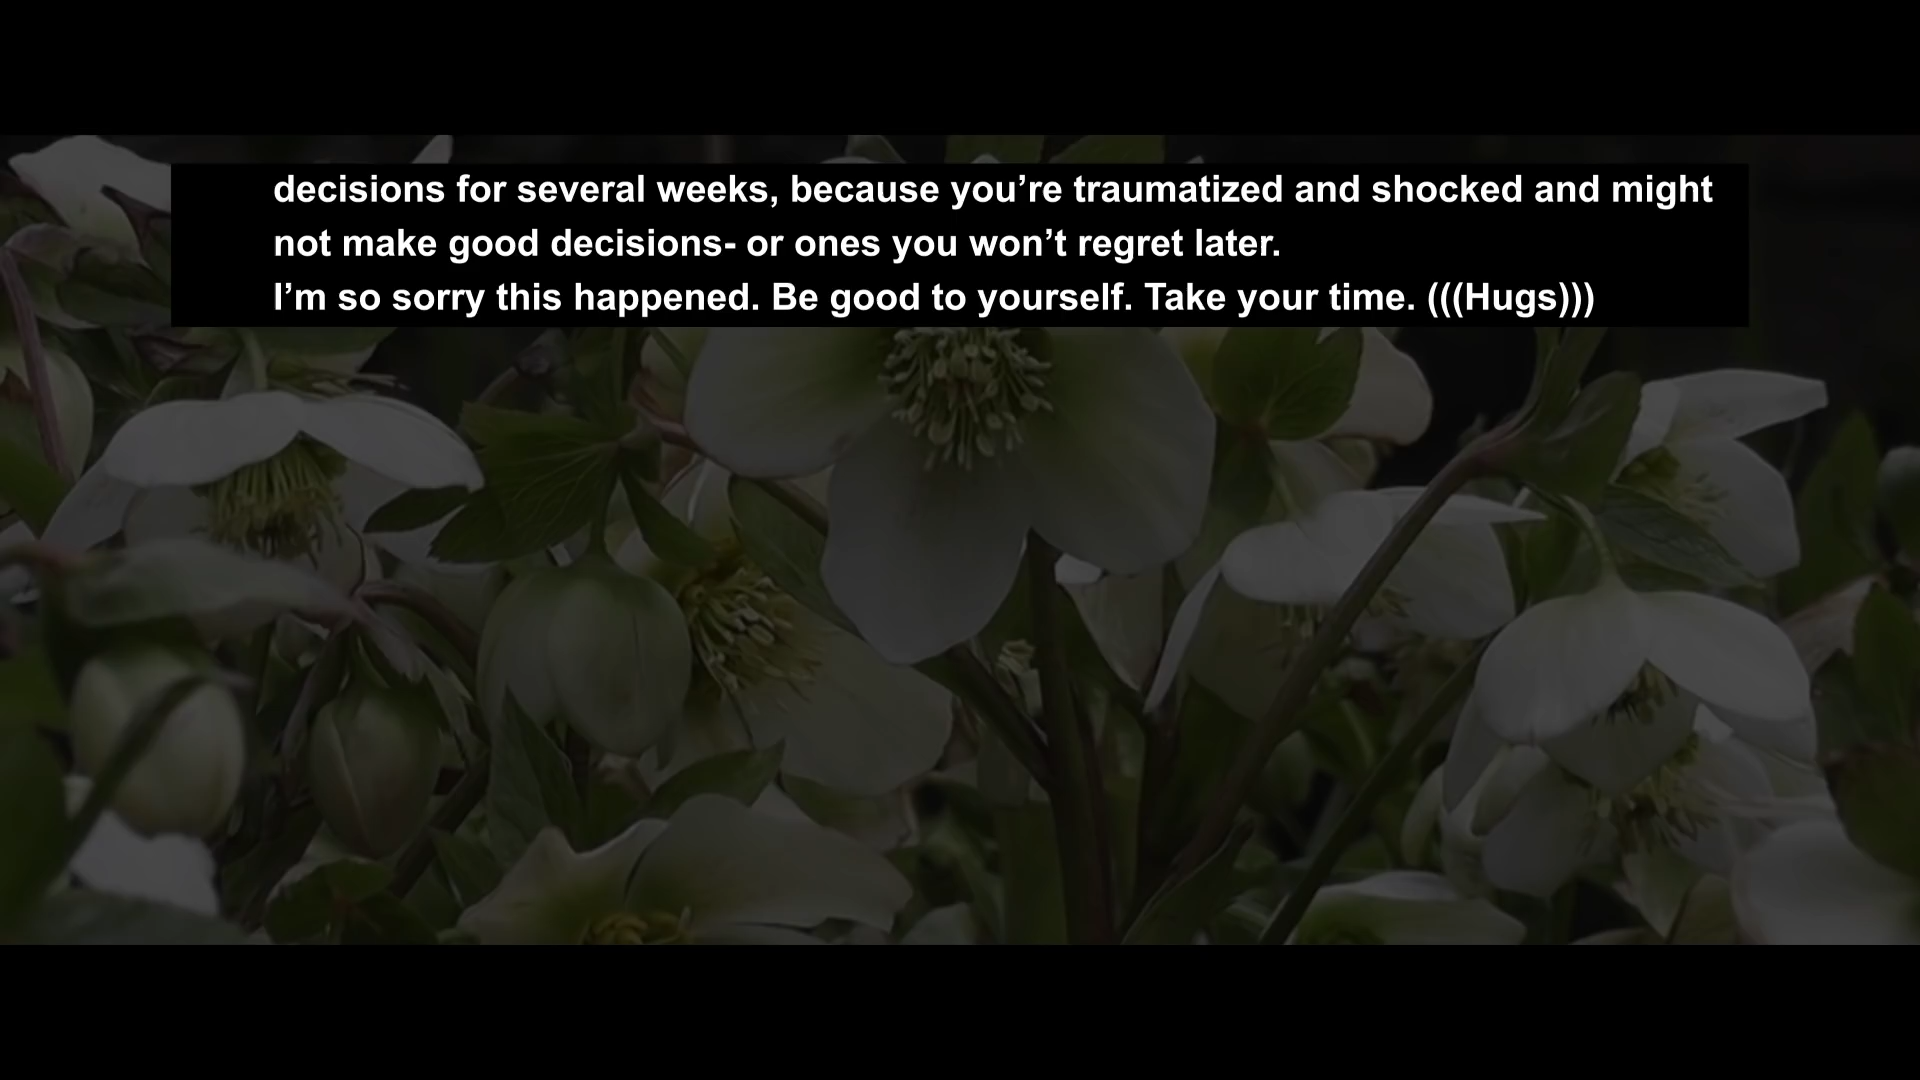 decisions for several weeks, because you’re traumatized and shocked and might
not make good decisions- or ones you won’t regret later.
I’m so sorry this happened. Be good to yourself. Take your time. (((Hugs)))